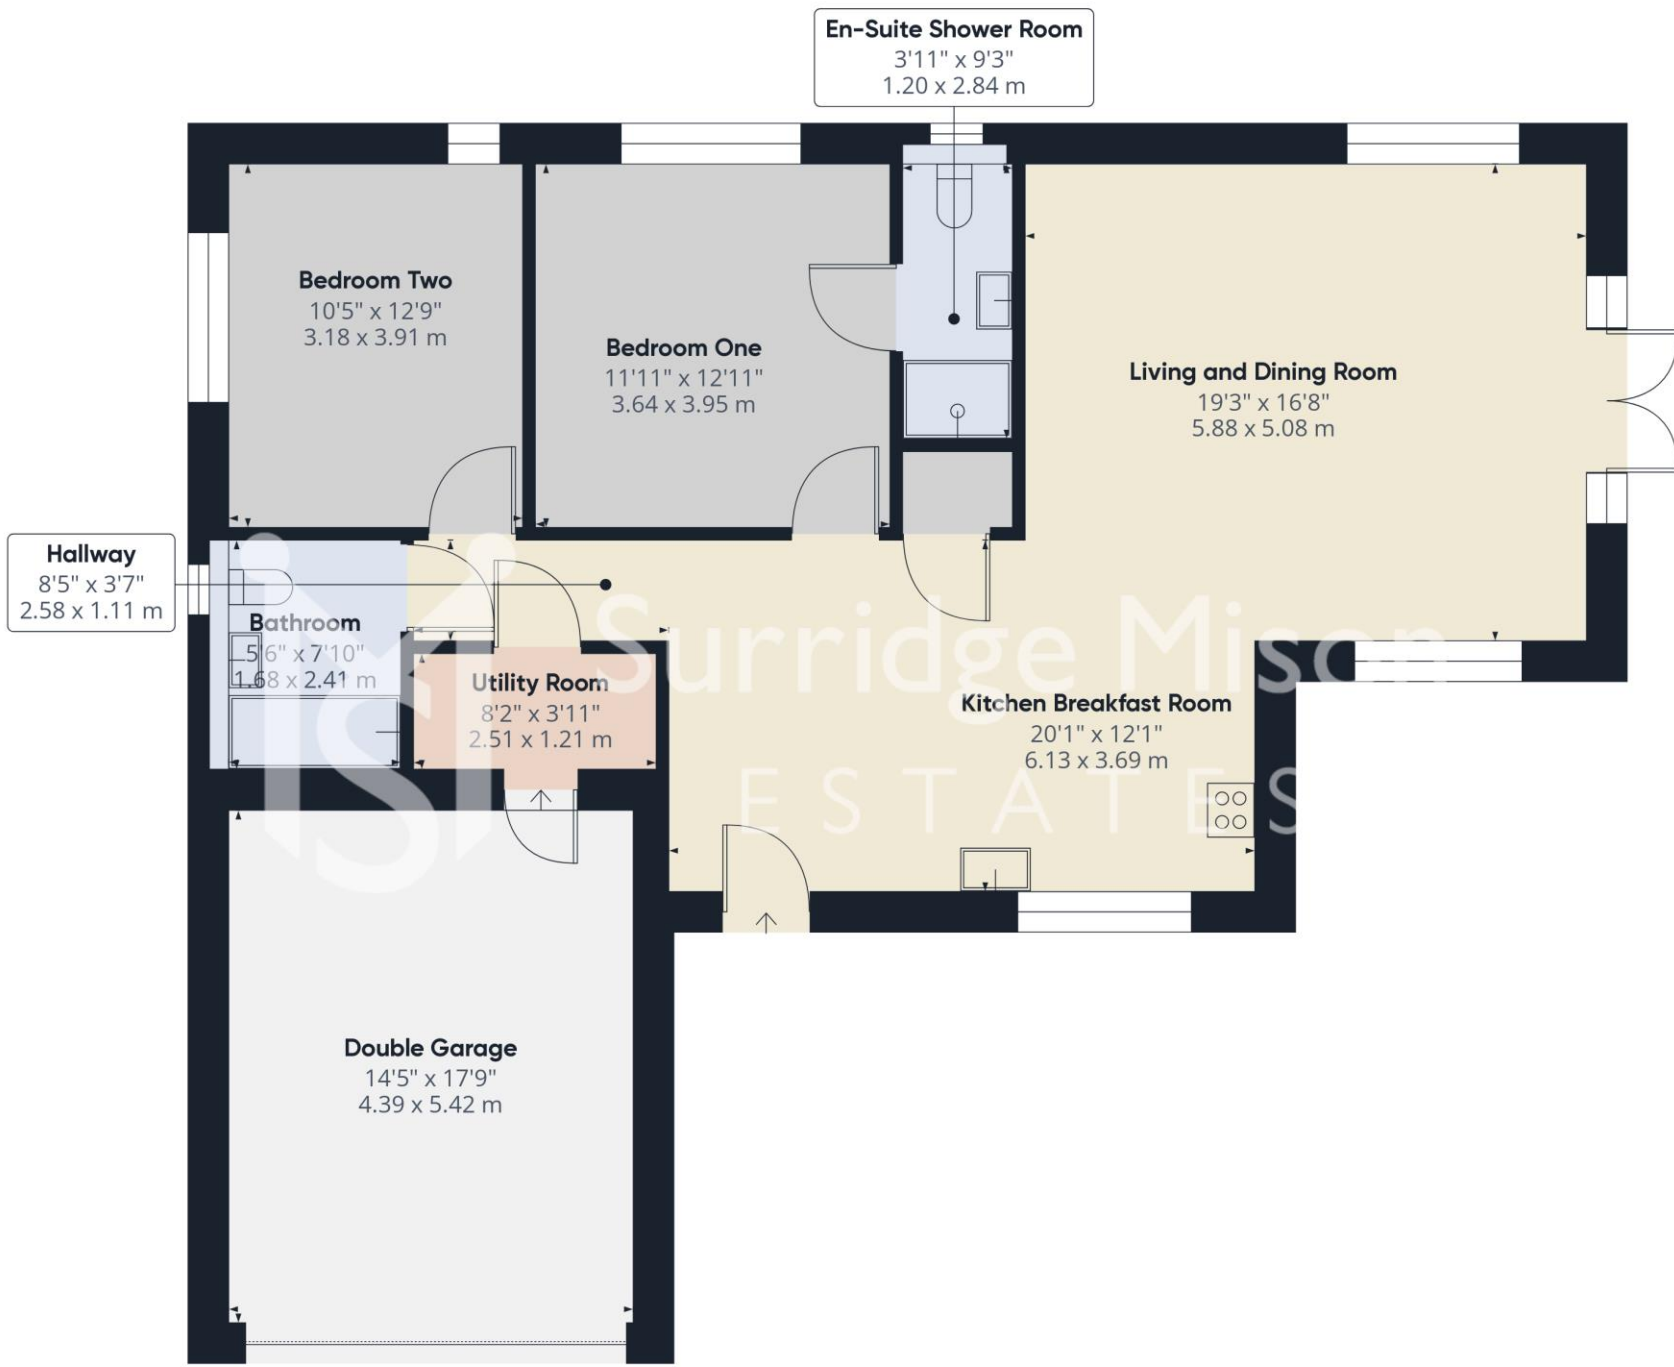 En-Suite Shower Room
3'11" x 9'3"
1.20 x 2.84 m
Bedroom Two
10'5" x 12'9"
3.18 x 3.91 m
Bedroom One
11'11" x 12'11"
3.64 x 3.95 m
Living and Dining Room
19'3" x 16'8"
5.88 x 5.08 m
Hallway
8'5" x 3'7"
2.58 x 1.11 m
Bathroom
5'6" x 7'10"
1.68 x 2.41 m
Utility Room
8'2" x 3'11"
2.51 x 1.21 m
Surridge Mison
ESTATES
Kitchen Breakfast Room
20'1" x 12'1"
6.13 x 3.69 m
Double Garage
14'5" x 17'9"
4.39 x 5.42 m